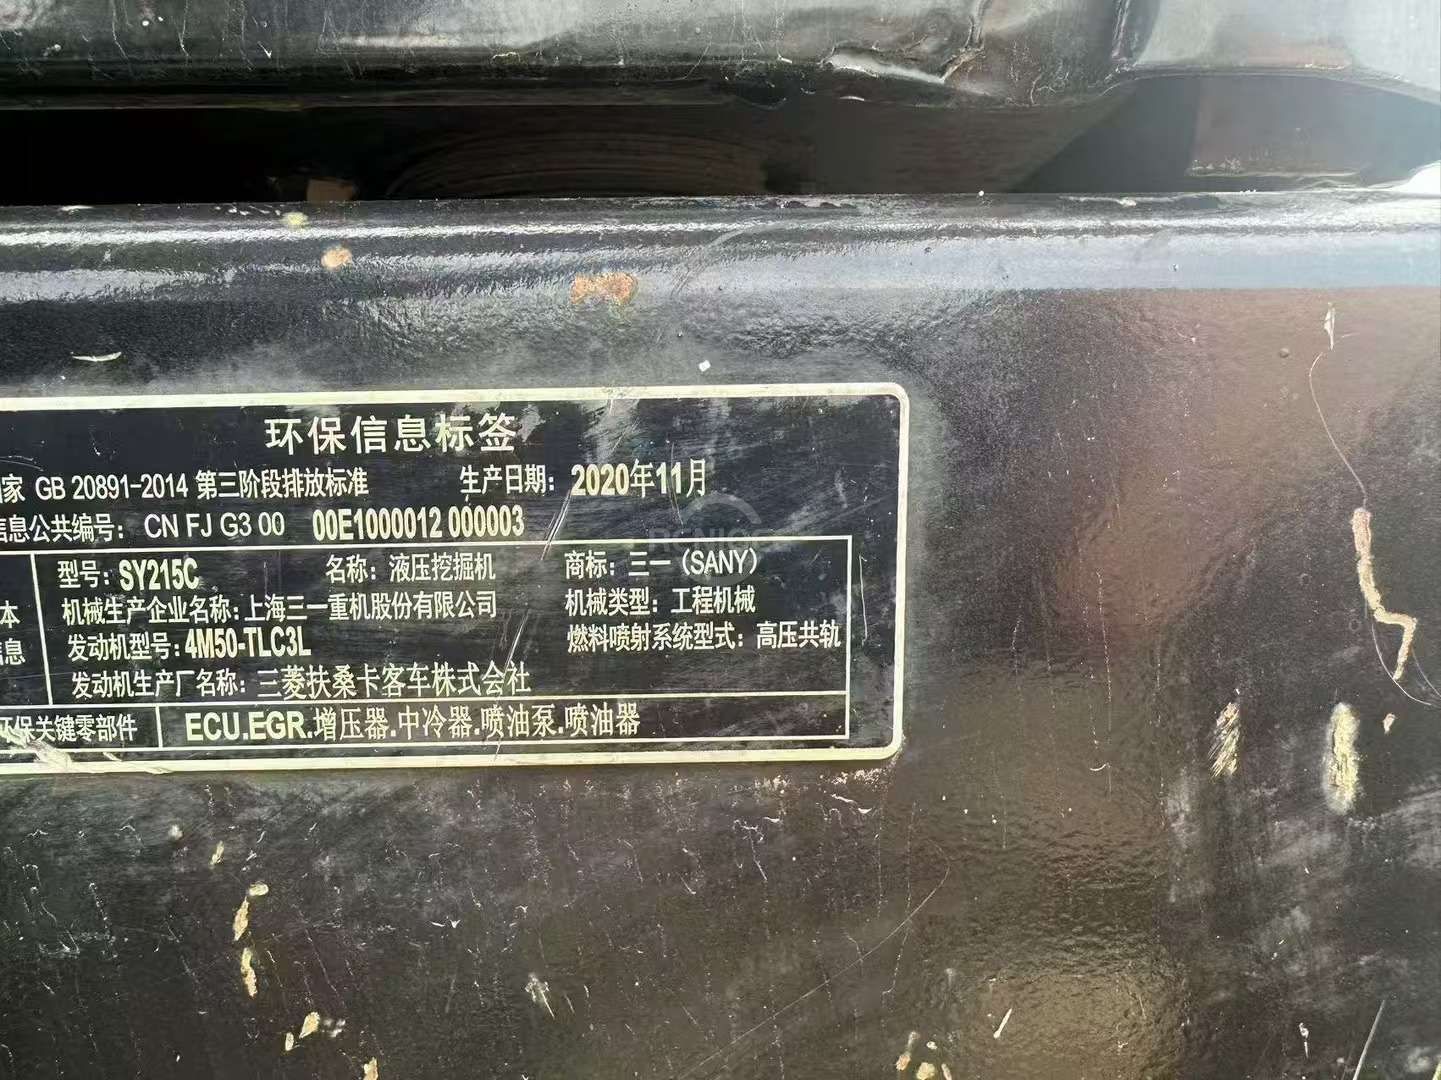 环保信息标签
家 GB 20891-2014 第三阶段排放标准 生产日期：2020年11月
信息公共编号： CN FJ G3 00 00E1000012 000003
型号：SY215C 名称：液压挖掘机 商标：三一（SANY）
本 机械生产企业名称：上海三一重机股份有限公司 机械类型：工程机械
信息 发动机型号：4M50-TLC3L 燃料喷射系统型式：高压共轨
发动机生产厂名称：三菱扶桑卡客车株式会社
环保关键零部件 ECU.EGR.增压器.中冷器.喷油泵.喷油器